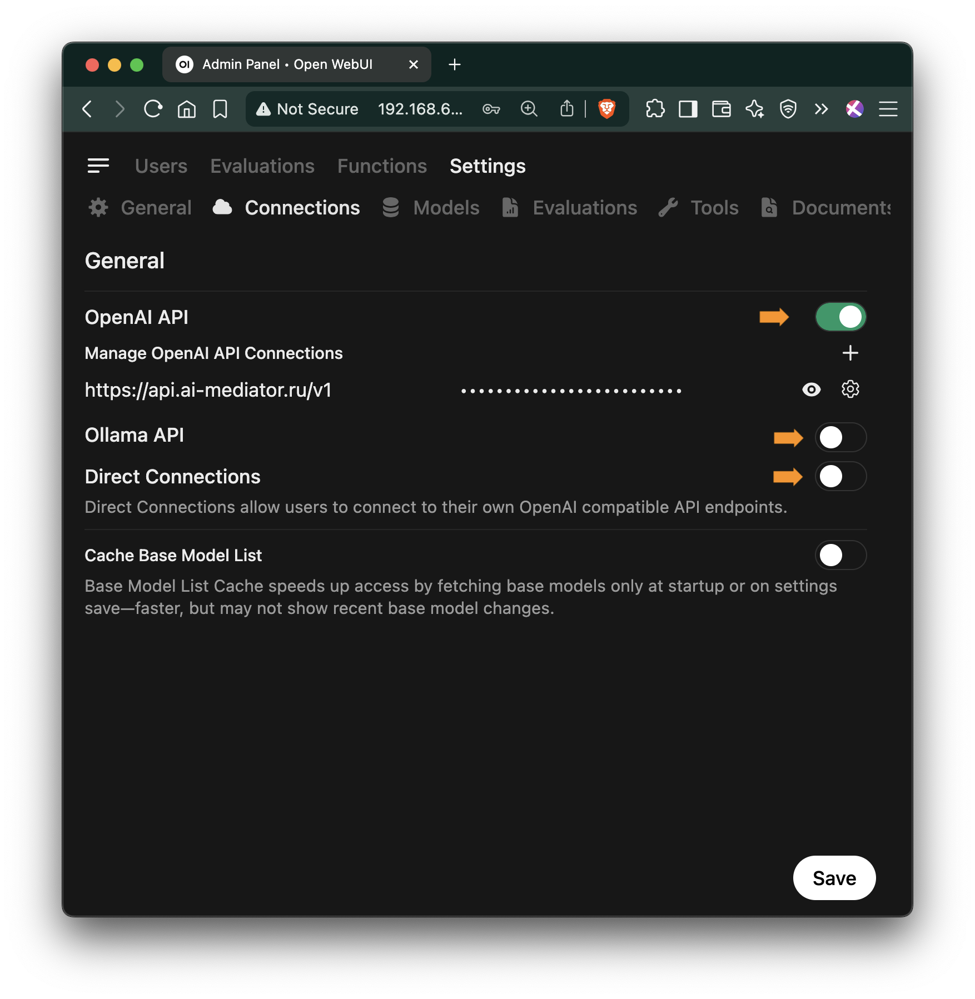 Admin Panel • Open WebUI
Not Secure 192.168.6...
Users Evaluations Functions Settings
General Connections Models Evaluations Tools Documents
General
OpenAI API
Manage OpenAI API Connections
https://api.ai-mediator.ru/v1
Ollama API
Direct Connections
Direct Connections allow users to connect to their own OpenAI compatible API endpoints.
Cache Base Model List
Base Model List Cache speeds up access by fetching base models only at startup or on settings
save—faster, but may not show recent base model changes.
Save